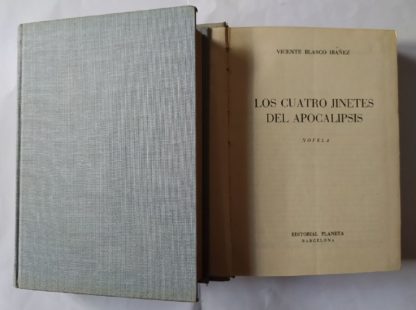 VICENTE BLASCO IBAÑEZ
LOS CUATRO JINETES
DEL APOCALIPSIS
NOVELA
EDITORIAL PLANETA
BARCELONA